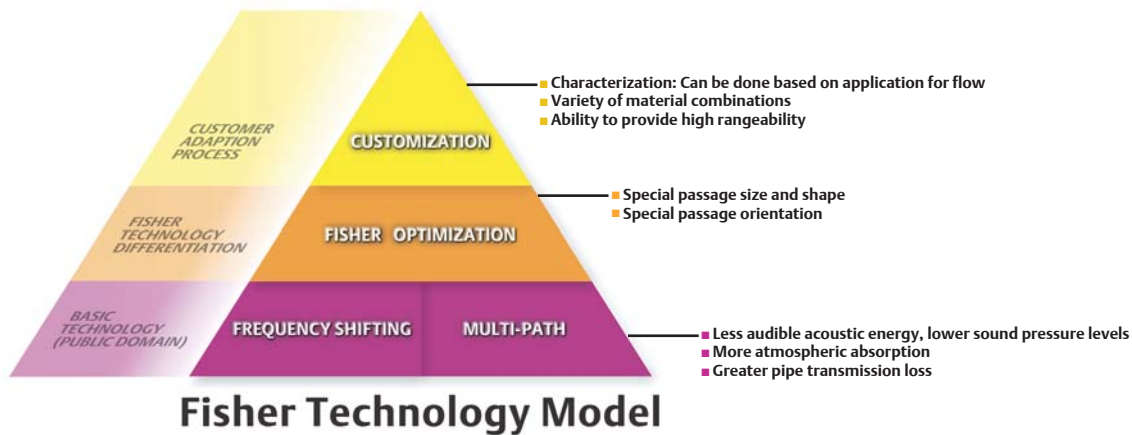 CUSTOMER
ADAPTION
PROCESS
CUSTOMIZATION
Characterization: Can be done based on application for flow
Variety of material combinations
Ability to provide high rangeability
FISHER
TECHNOLOGY
DIFFERENTIATION
FISHER OPTIMIZATION
Special passage size and shape
Special passage orientation
BASIC
TECHNOLOGY
(PUBLIC DOMAIN)
FREQUENCY SHIFTING
MULTI-PATH
Less audible acoustic energy, lower sound pressure levels
More atmospheric absorption
Greater pipe transmission loss
Fisher Technology Model